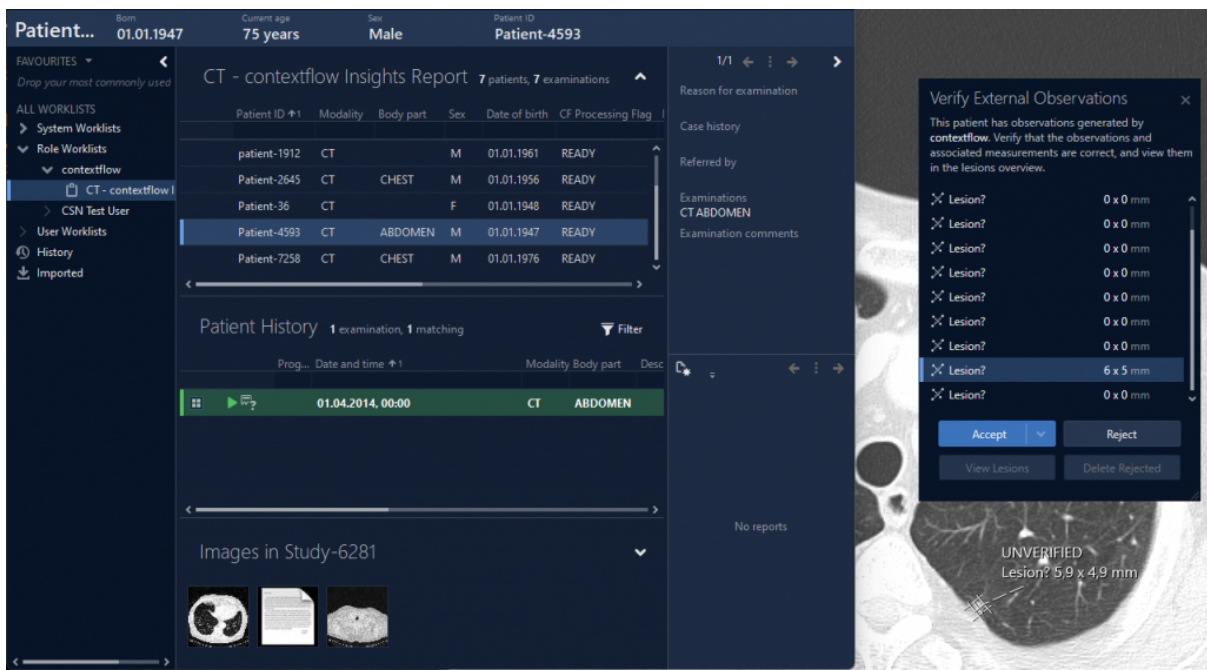 Patient...
Born
01.01.1947
Current age
75 years
Sex
Male
Patient ID
Patient-4593
FAVOURITES
Drop your most commonly used
ALL WORKLISTS
System Worklists
Role Worklists
contextflow
CT - contextflow I
CSN Test User
User Worklists
History
Imported
CT - contextflow Insights Report 7 patients, 7 examinations
Patient ID 1 Modality Body part Sex Date of birth CF Processing Flag
patient-1912 CT M 01.01.1961 READY
Patient-2645 CT CHEST M 01.01.1956 READY
Patient-36 CT F 01.01.1948 READY
Patient-4593 CT ABDOMEN M 01.01.1947 READY
Patient-7258 CT CHEST M 01.01.1976 READY
Patient History 1 examination, 1 matching Filter
Prog... Date and time 1 Modality Body part Desc
01.04.2014, 00:00 CT ABDOMEN
Images in Study-6281
1/1
Reason for examination
Case history
Referred by
Examinations
CT ABDOMEN
Examination comments
No reports
Verify External Observations
This patient has observations generated by
contextflow. Verify that the observations and
associated measurements are correct, and view them
in the lesions overview.
Lesion? 0 x 0 mm
Lesion? 0 x 0 mm
Lesion? 0 x 0 mm
Lesion? 0 x 0 mm
Lesion? 0 x 0 mm
Lesion? 0 x 0 mm
Lesion? 0 x 0 mm
Lesion? 6 x 5 mm
Lesion? 0 x 0 mm
Accept Reject
View Lesions Delete Rejected
UNVERIFIED
Lesion? 5,9 x 4,9 mm